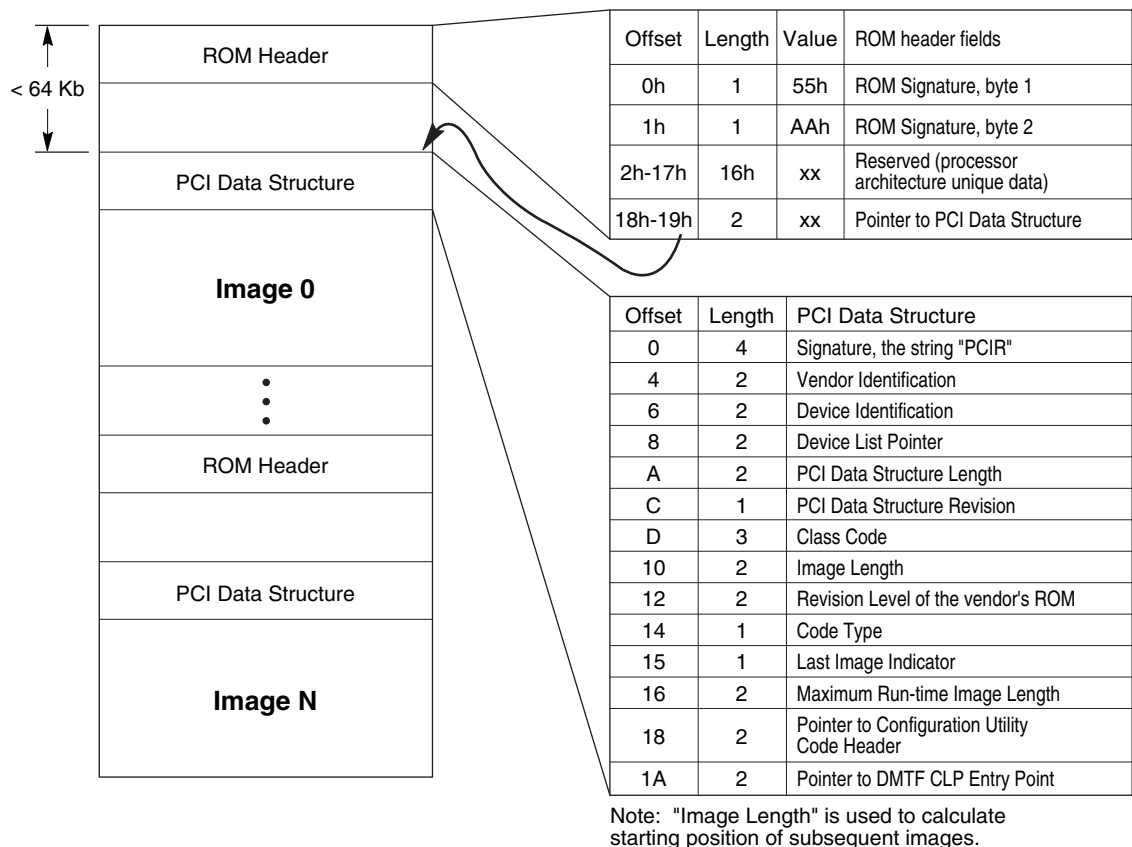 < 64 Kb
ROM Header
PCI Data Structure
Image 0
ROM Header
PCI Data Structure
Image N
Offset Length Value ROM header fields
0h 1 55h ROM Signature, byte 1
1h 1 AAh ROM Signature, byte 2
2h-17h 16h xx Reserved (processor
architecture unique data)
18h-19h 2 xx Pointer to PCI Data Structure
Offset Length PCI Data Structure
0 4 Signature, the string "PCIR"
4 2 Vendor Identification
6 2 Device Identification
8 2 Device List Pointer
A 2 PCI Data Structure Length
C 1 PCI Data Structure Revision
D 3 Class Code
10 2 Image Length
12 2 Revision Level of the vendor's ROM
14 1 Code Type
15 1 Last Image Indicator
16 2 Maximum Run-time Image Length
18 2 Pointer to Configuration Utility
Code Header
1A 2 Pointer to DMTF CLP Entry Point
Note: "Image Length" is used to calculate
starting position of subsequent images.